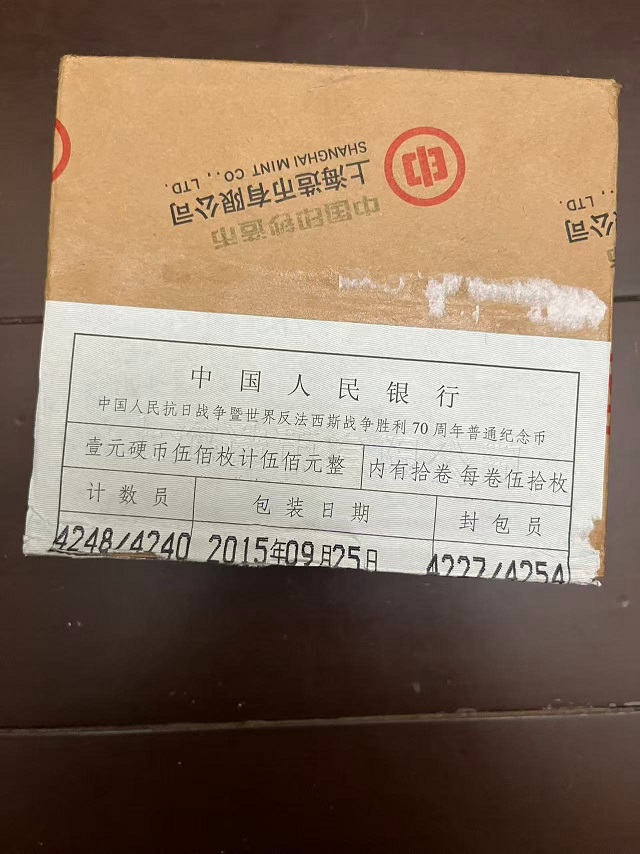 印
SHANGHAI MINT CO., LTD.
上海造币有限公司
中国印钞造币
LTD.
公司
中国人民银行
中国人民抗日战争暨世界反法西斯战争胜利70周年普通纪念币
壹元硬币伍佰枚计伍佰元整 内有拾卷 每卷伍拾枚
计数员 包装日期 封包员
4248/4240 2015年09月25日 4227/4254